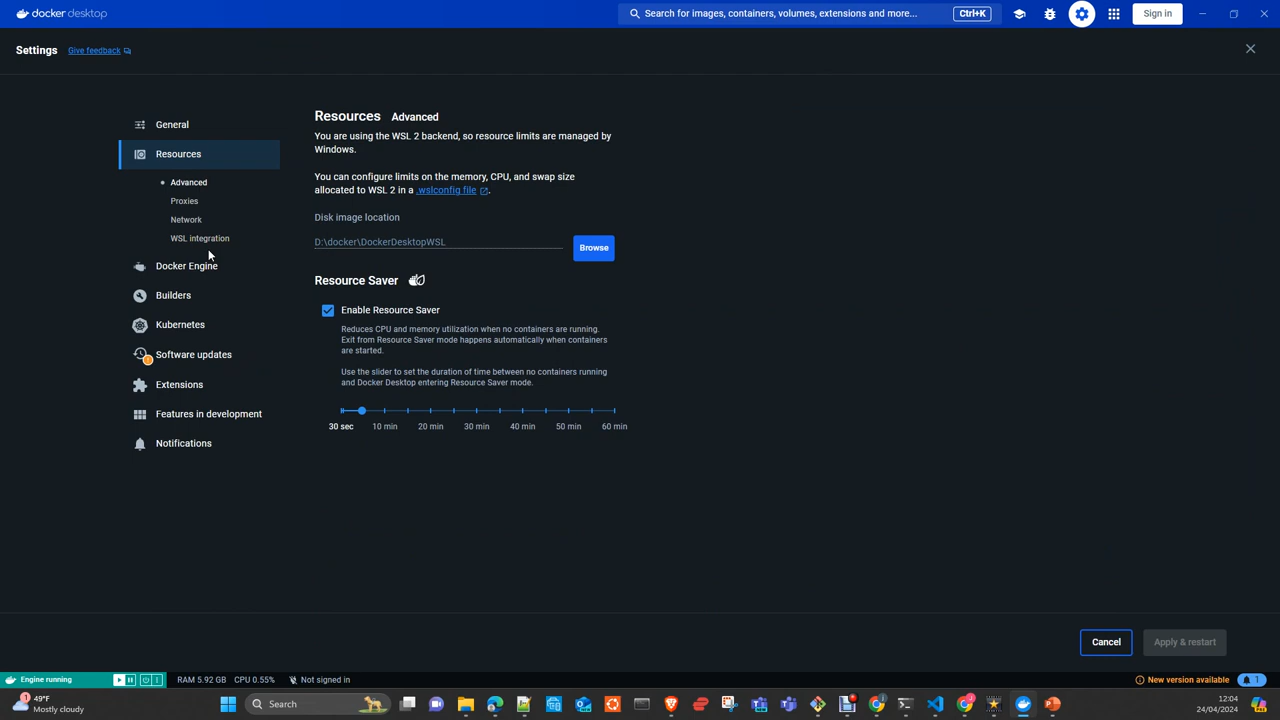 docker desktop
Search for images, containers, volumes, extensions and more...
Ctrl+K
Sign in
Settings
Give feedback
General
Resources
Advanced
Proxies
Network
WSL integration
Docker Engine
Builders
Kubernetes
Software updates
Extensions
Features in development
Notifications
Resources Advanced
You are using the WSL 2 backend, so resource limits are managed by
Windows.
You can configure limits on the memory, CPU, and swap size
allocated to WSL 2 in a .wslconfig file.
Disk image location
D:\docker\DockerDesktopWSL
Browse
Resource Saver
Enable Resource Saver
Reduces CPU and memory utilization when no containers are running.
Exit from Resource Saver mode happens automatically when containers
are started.
Use the slider to set the duration of time between no containers running
and Docker Desktop entering Resource Saver mode.
30 sec 10 min 20 min 30 min 40 min 50 min 60 min
Cancel
Apply & restart
Engine running
RAM 5.92 GB CPU 0.55%
Not signed in
New version available
1
1
49°F
Mostly cloudy
Search
12:04
24/04/2024